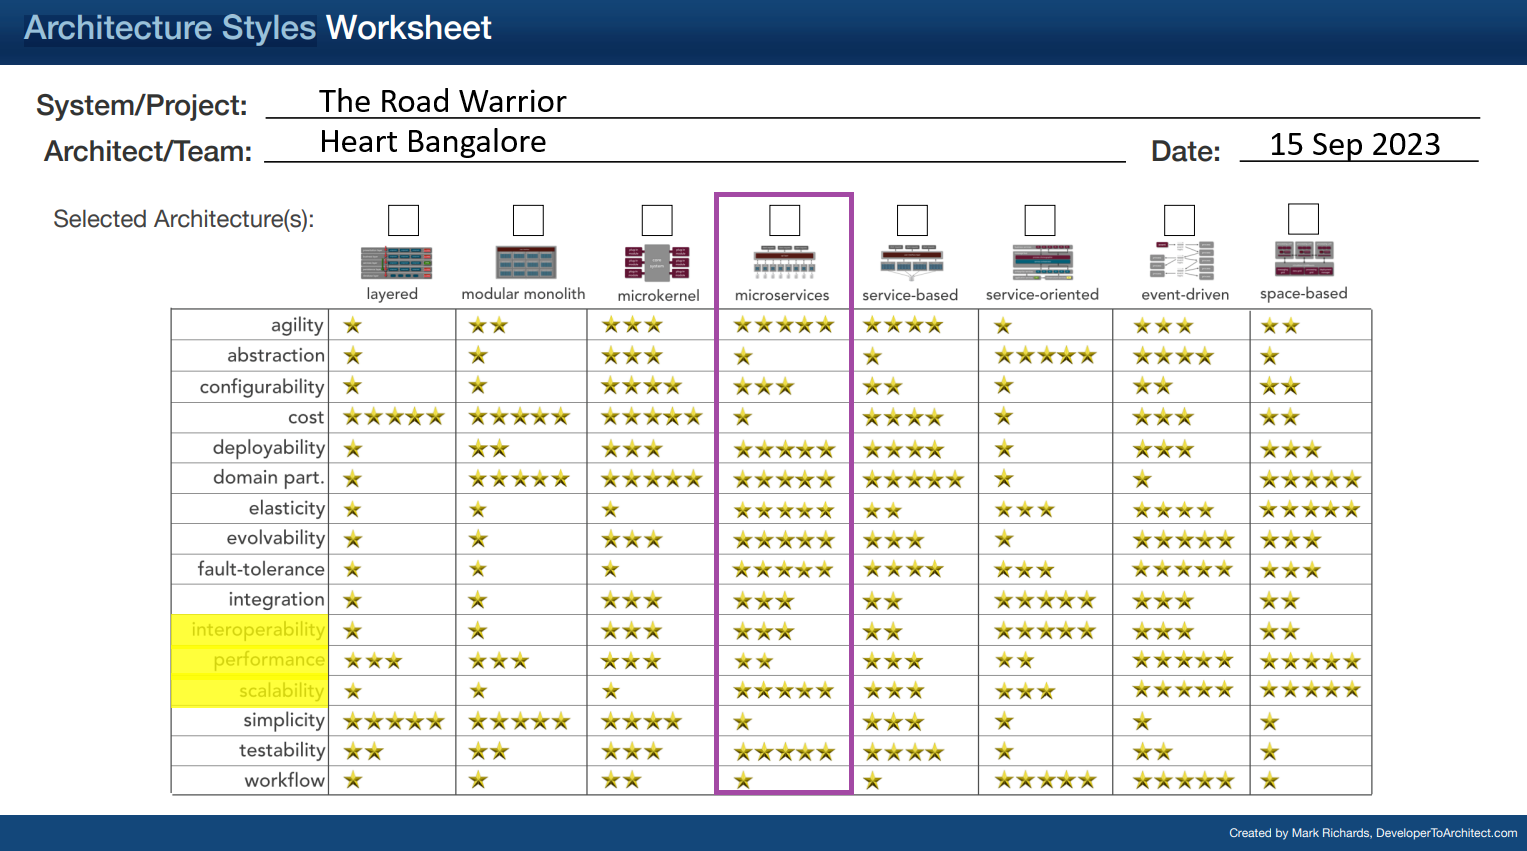 Architecture Styles Worksheet
System/Project: The Road Warrior
Architect/Team: Heart Bangalore Date: 15 Sep 2023
Selected Architecture(s):
layered modular monolith microkernel microservices service-based service-oriented event-driven space-based
agility
abstraction
configurability
cost
deployability
domain part.
elasticity
evolvability
fault-tolerance
integration
interoperability
performance
scalability
simplicity
testability
workflow
Created by Mark Richards, DeveloperToArchitect.com